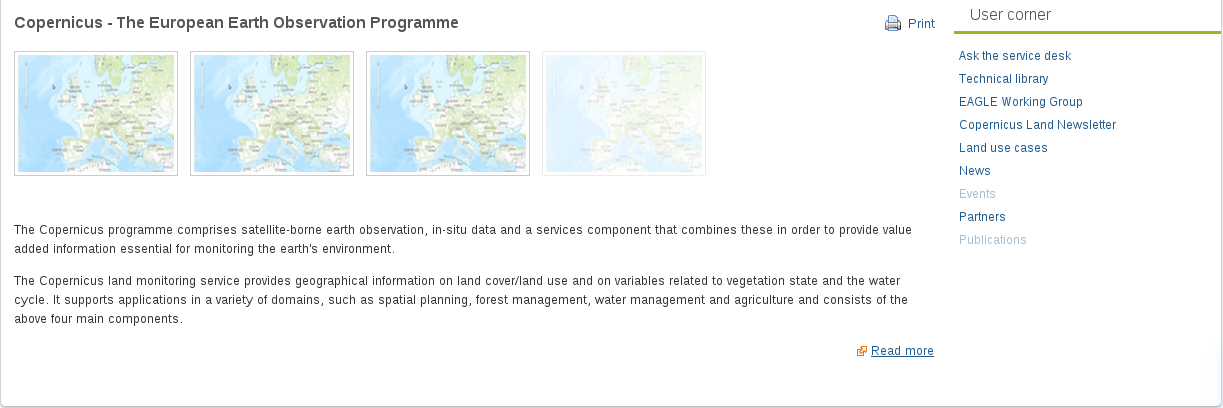 Copernicus - The European Earth Observation Programme
Print
The Copernicus programme comprises satellite-borne earth observation, in-situ data and a services component that combines these in order to provide value
added information essential for monitoring the earth's environment.
The Copernicus land monitoring service provides geographical information on land cover/land use and on variables related to vegetation state and the water
cycle. It supports applications in a variety of domains, such as spatial planning, forest management, water management and agriculture and consists of the
above four main components.
Read more
User corner
Ask the service desk
Technical library
EAGLE Working Group
Copernicus Land Newsletter
Land use cases
News
Events
Partners
Publications